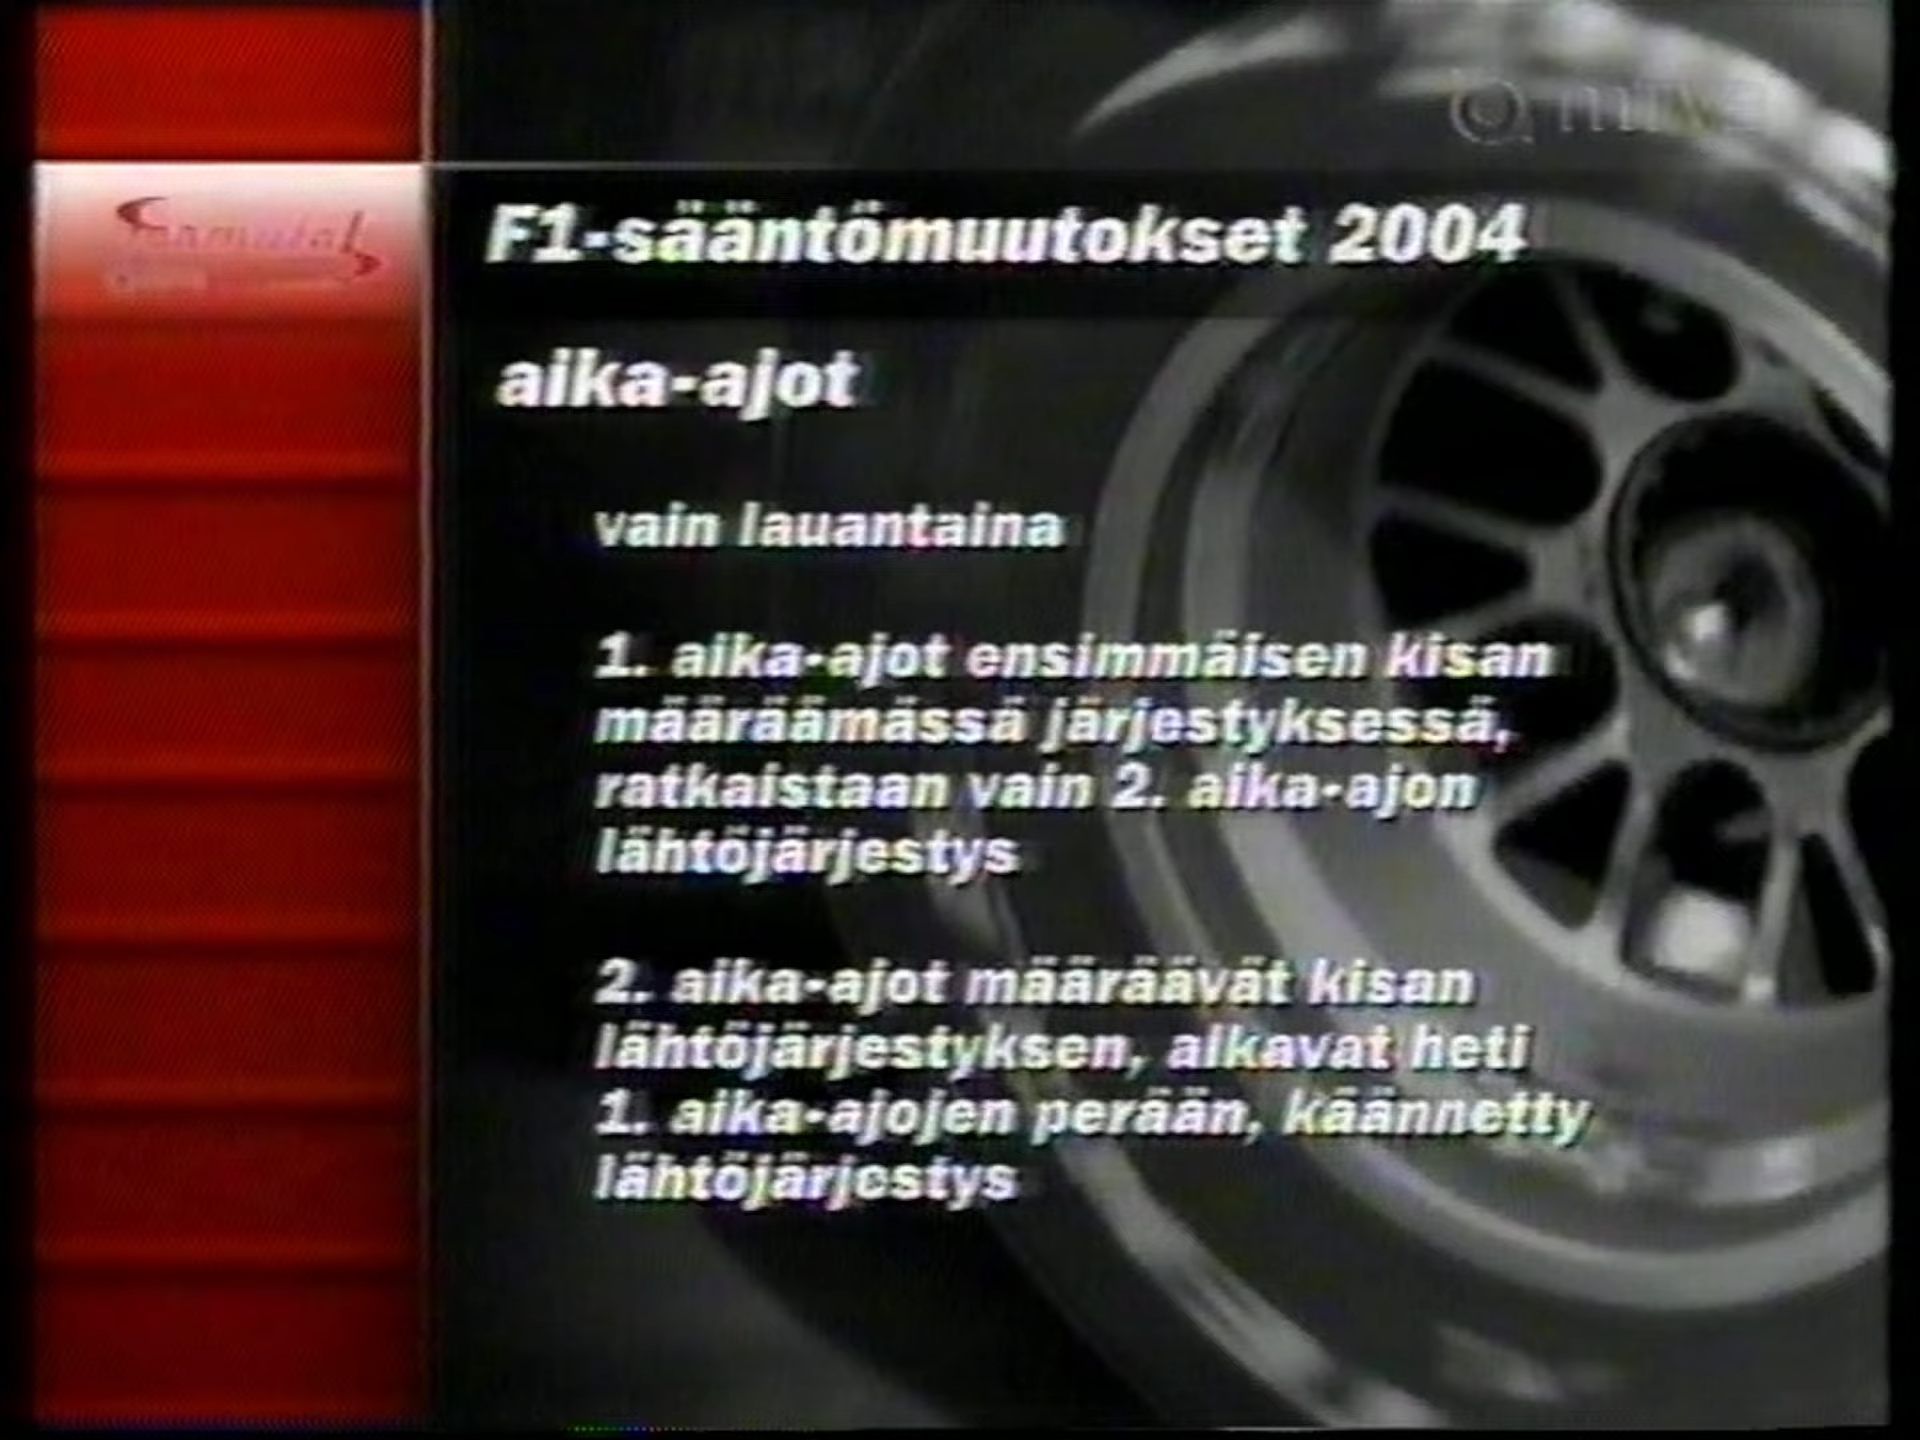 F1-sääntömuutokset 2004
aika-ajot
vain lauantaina
1. aika-ajot ensimmäisen kisan
määräämässä järjestyksessä,
ratkaistaan vain 2. aika-ajon
lähtöjärjestys
2. aika-ajot määräävät kisan
lähtöjärjestyksen, alkavat heti
1. aika-ajojen perään, käännetty
lähtöjärjestys